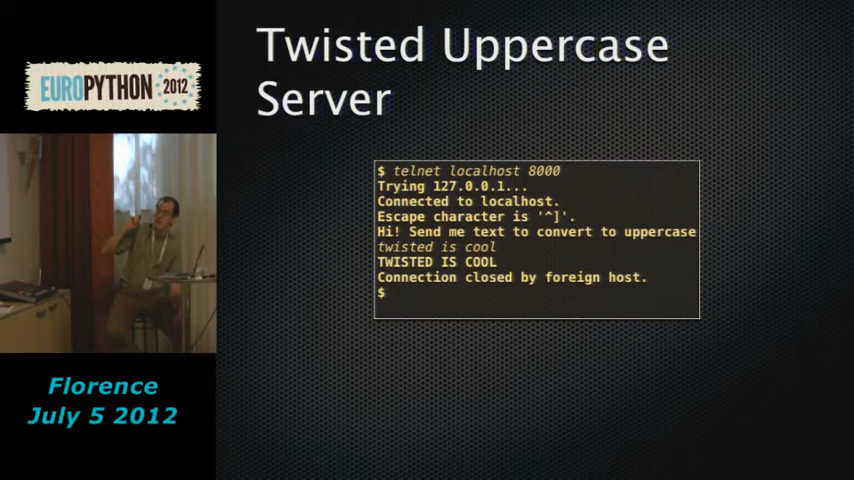 EUROPYTHON 2012
Florence
July 5 2012
Twisted Uppercase
Server
$ telnet localhost 8000
Trying 127.0.0.1...
Connected to localhost.
Escape character is '^]'.
Hi! Send me text to convert to uppercase
twisted is cool
TWISTED IS COOL
Connection closed by foreign host.
$